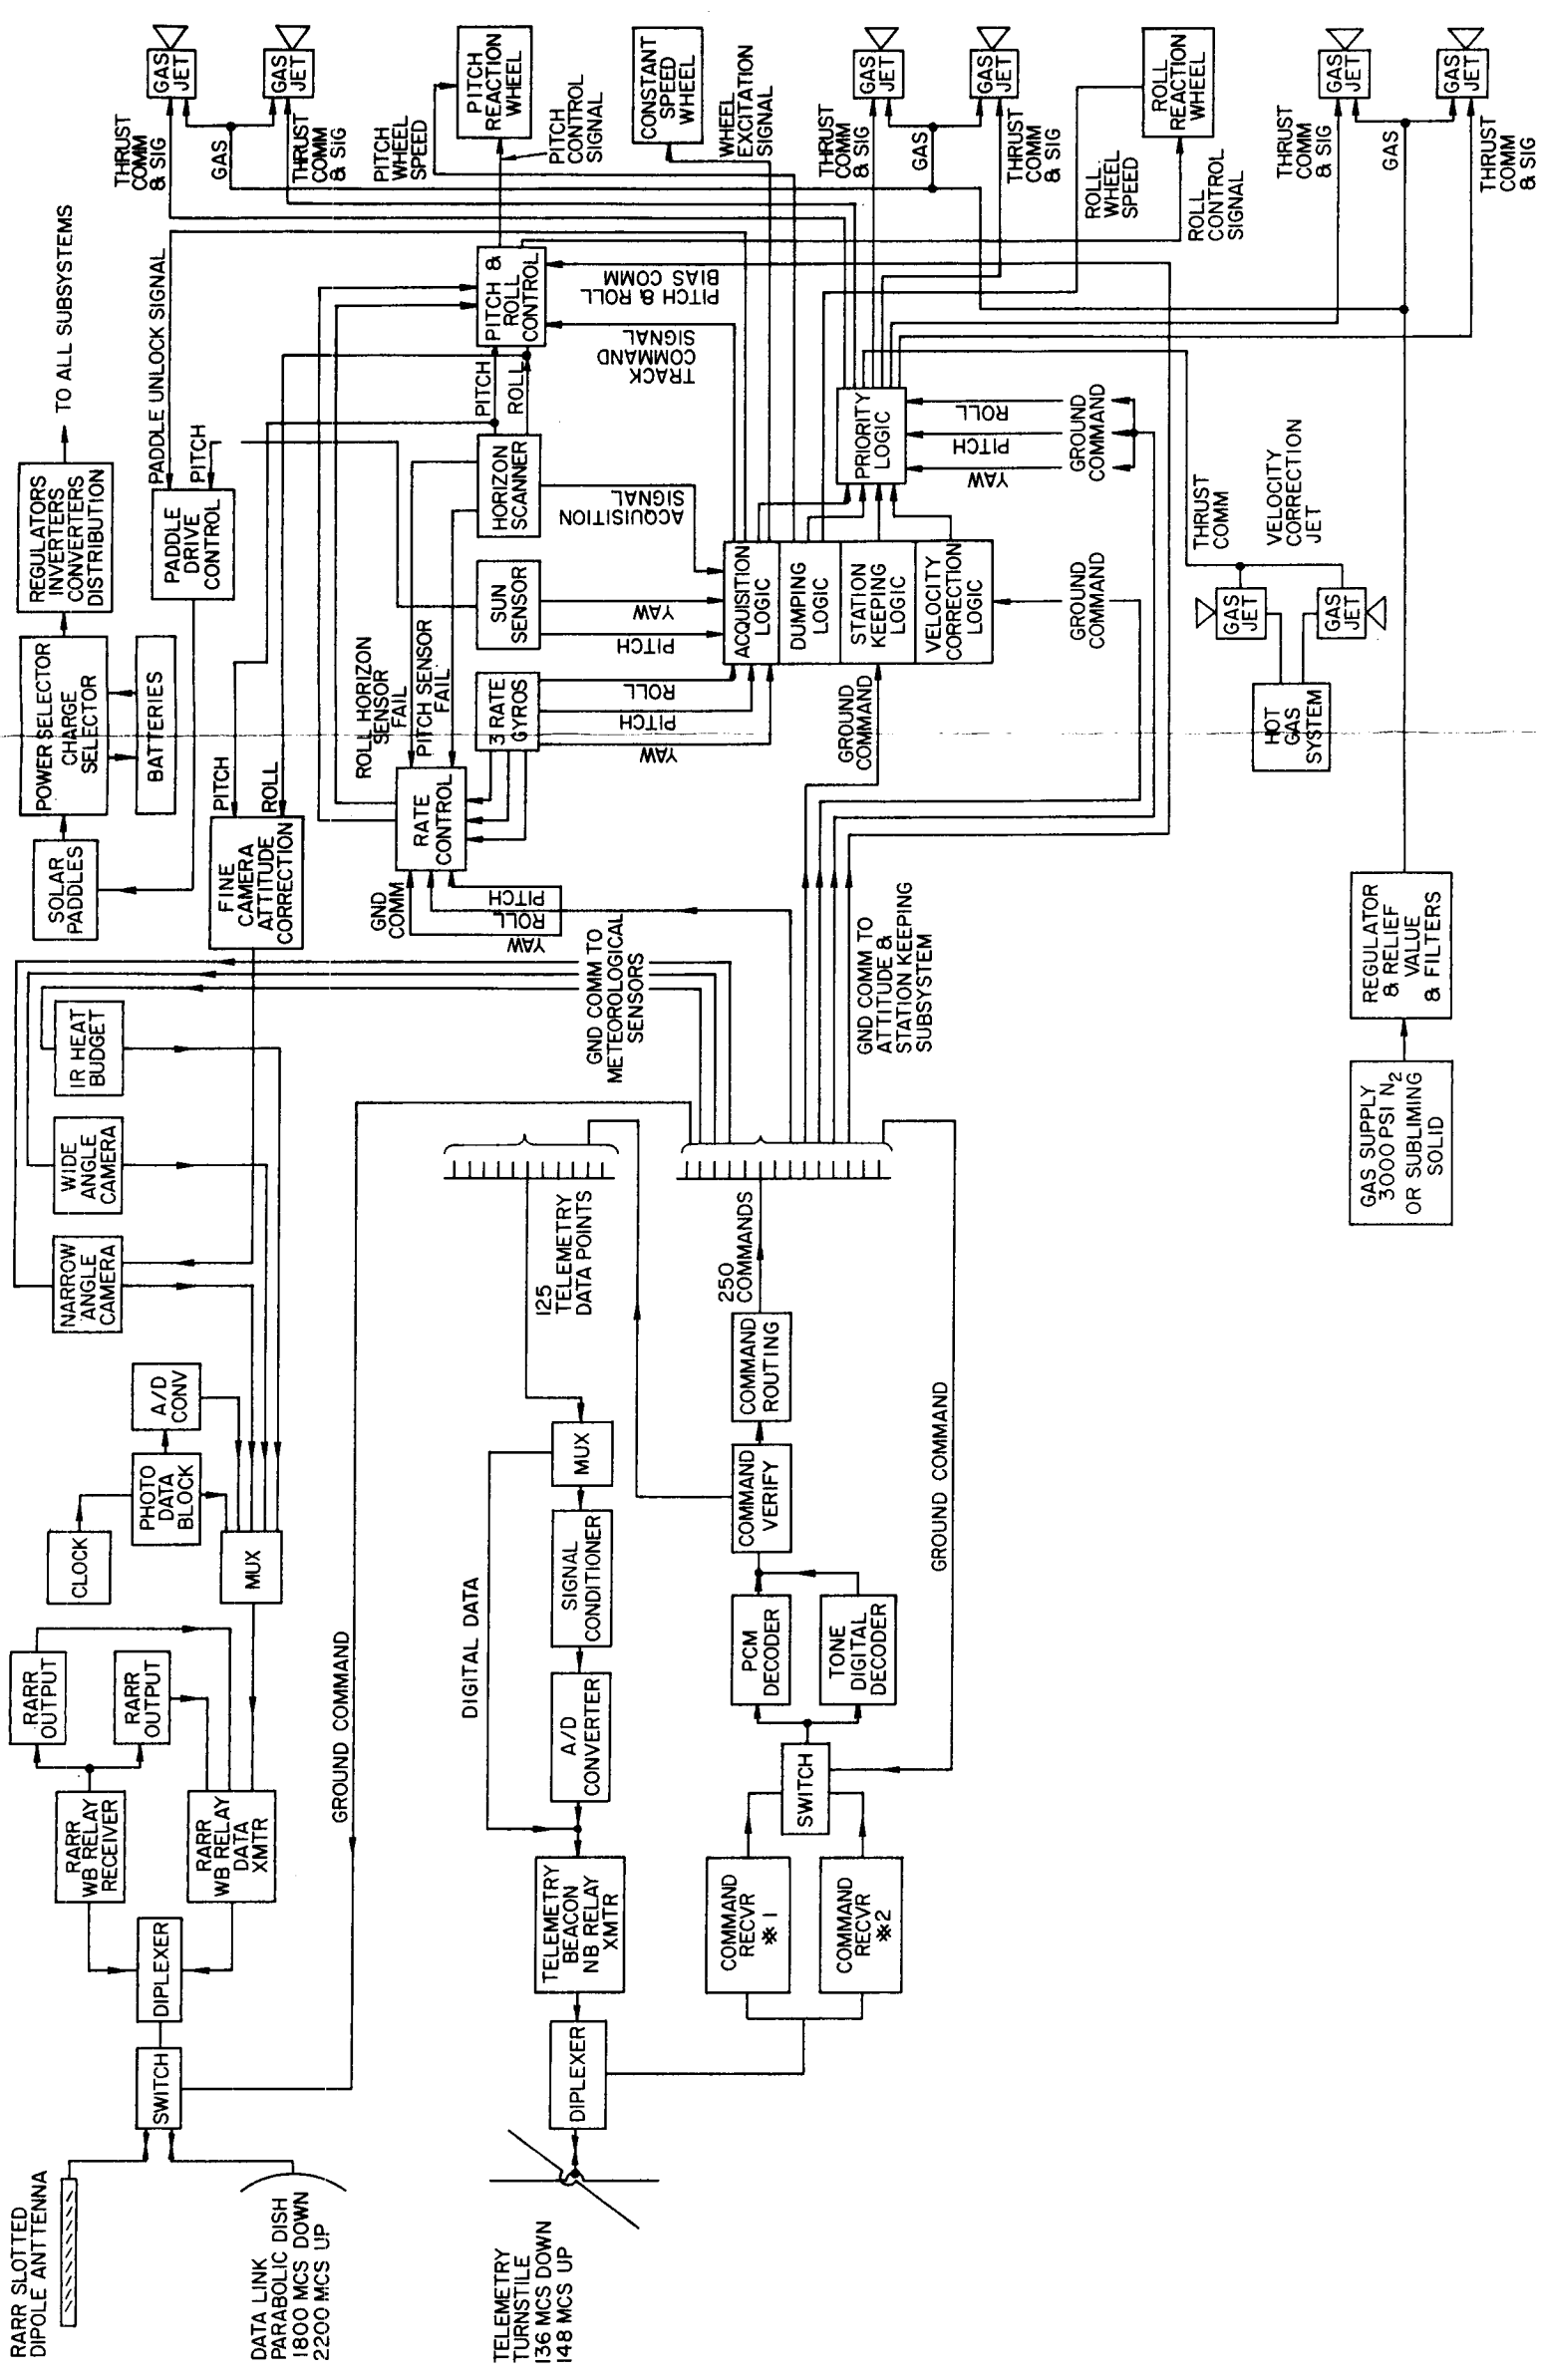 RARR SLOTTED
DIPOLE ANTTENNA
DATA LINK
PARABOLIC DISH
1800 MCS DOWN
2200 MCS UP
SWITCH
DIPLEXER
RARR
WB RELAY
RECEIVER
RARR
WB RELAY
DATA
XMTR
RARR
OUTPUT
RARR
OUTPUT
CLOCK
PHOTO
DATA
BLOCK
A/D
CONV
MUX
NARROW
ANGLE
CAMERA
WIDE
ANGLE
CAMERA
IR HEAT
BUDGET
SOLAR
PADDLES
POWER SELECTOR
CHARGE
SELECTOR
BATTERIES
REGULATORS
INVERTERS
CONVERTERS
DISTRIBUTION
TO ALL SUBSYSTEMS
PADDLE
DRIVE
CONTROL
PADDLE UNLOCK SIGNAL
PITCH
FINE
CAMERA
ATTITUDE
CORRECTION
PITCH
ROLL
GROUND COMMAND
GND COMM TO
METEOROLOGICAL
SENSORS
GND
COMM
YAW
ROLL
PITCH
RATE
CONTROL
ROLL HORIZON
SENSOR
FAIL
PITCH SENSOR
FAIL
3 RATE
GYROS
YAW
PITCH
ROLL
SUN
SENSOR
PITCH
YAW
HORIZON
SCANNER
ACQUISITION
SIGNAL
PITCH
ROLL
PITCH &
ROLL
CONTROL
TRACK
COMMAND
SIGNAL
PITCH & ROLL
BIAS COMM
PITCH
WHEEL
SPEED
PITCH
REACTION
WHEEL
PITCH
CONTROL
SIGNAL
CONSTANT
SPEED
WHEEL
WHEEL
EXCITATION
SIGNAL
THRUST
COMM
& SIG
GAS
JET
GAS
THRUST
COMM
& SIG
GAS
JET
THRUST
COMM
& SIG
GAS
JET
GAS
THRUST
COMM
& SIG
GAS
JET
ROLL
WHEEL
SPEED
ROLL
REACTION
WHEEL
ROLL
CONTROL
SIGNAL
THRUST
COMM
& SIG
GAS
JET
GAS
THRUST
COMM
& SIG
GAS
JET
ACQUISITION
LOGIC
DUMPING
LOGIC
STATION
KEEPING
LOGIC
VELOCITY
CORRECTION
LOGIC
PRIORITY
LOGIC
YAW
PITCH
ROLL
GROUND
COMMAND
GROUND
COMMAND
GROUND
COMMAND
THRUST
COMM
VELOCITY
CORRECTION
JET
GAS
JET
GAS
JET
HOT
GAS
SYSTEM
TELEMETRY
TURNSTILE
136 MCS DOWN
148 MCS UP
DIPLEXER
TELEMETRY
BEACON
NB RELAY
XMTR
A/D
CONVERTER
SIGNAL
CONDITIONER
MUX
DIGITAL DATA
125
TELEMETRY
DATA POINTS
COMMAND
RECVR
※1
COMMAND
RECVR
※2
SWITCH
PCM
DECODER
TONE
DIGITAL
DECODER
COMMAND
VERIFY
COMMAND
ROUTING
250
COMMANDS
GROUND COMMAND
GND COMM TO
ATTITUDE &
STATION KEEPING
SUBSYSTEM
GAS SUPPLY
3000 PSI N2
OR SUBLIMING
SOLID
REGULATOR
& RELIEF
VALUE
& FILTERS